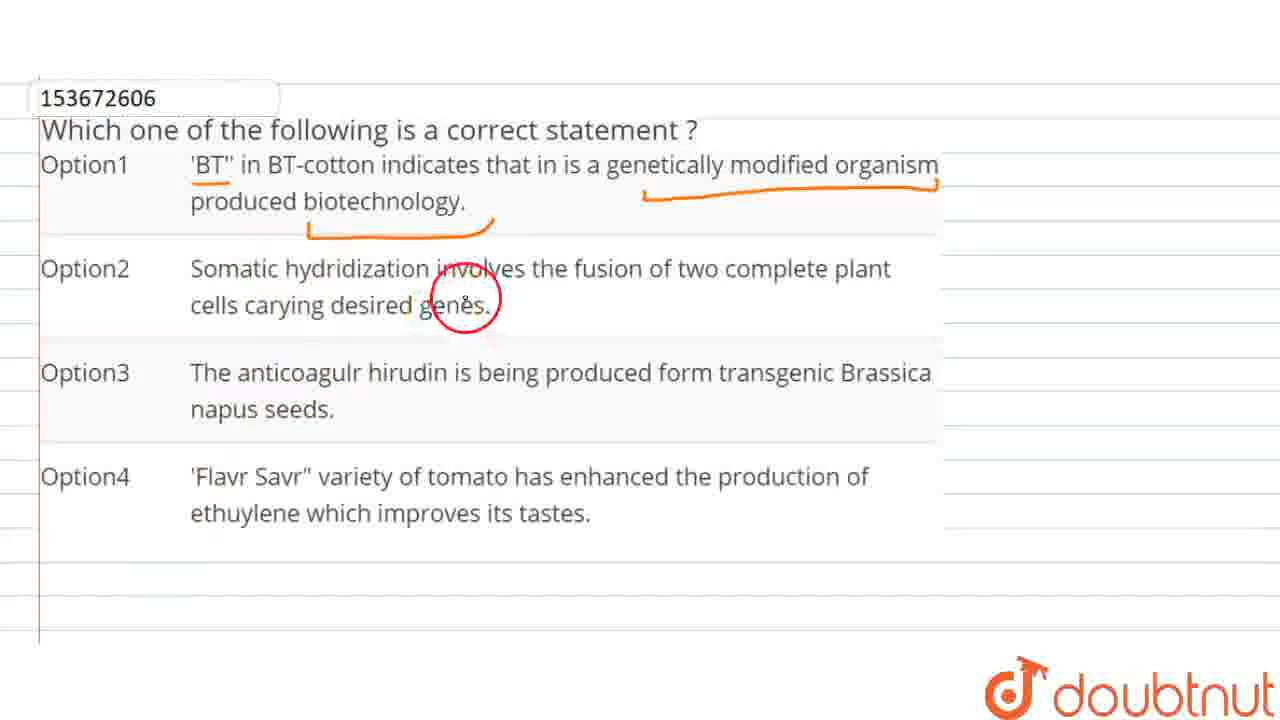 153672606
Which one of the following is a correct statement ?
Option1 'BT" in BT-cotton indicates that in is a genetically modified organism
produced biotechnology.
Option2 Somatic hydridization involves the fusion of two complete plant
cells carying desired genes.
Option3 The anticoagulr hirudin is being produced form transgenic Brassica
napus seeds.
Option4 'Flavr Savr" variety of tomato has enhanced the production of
ethuylene which improves its tastes.
doubtnut